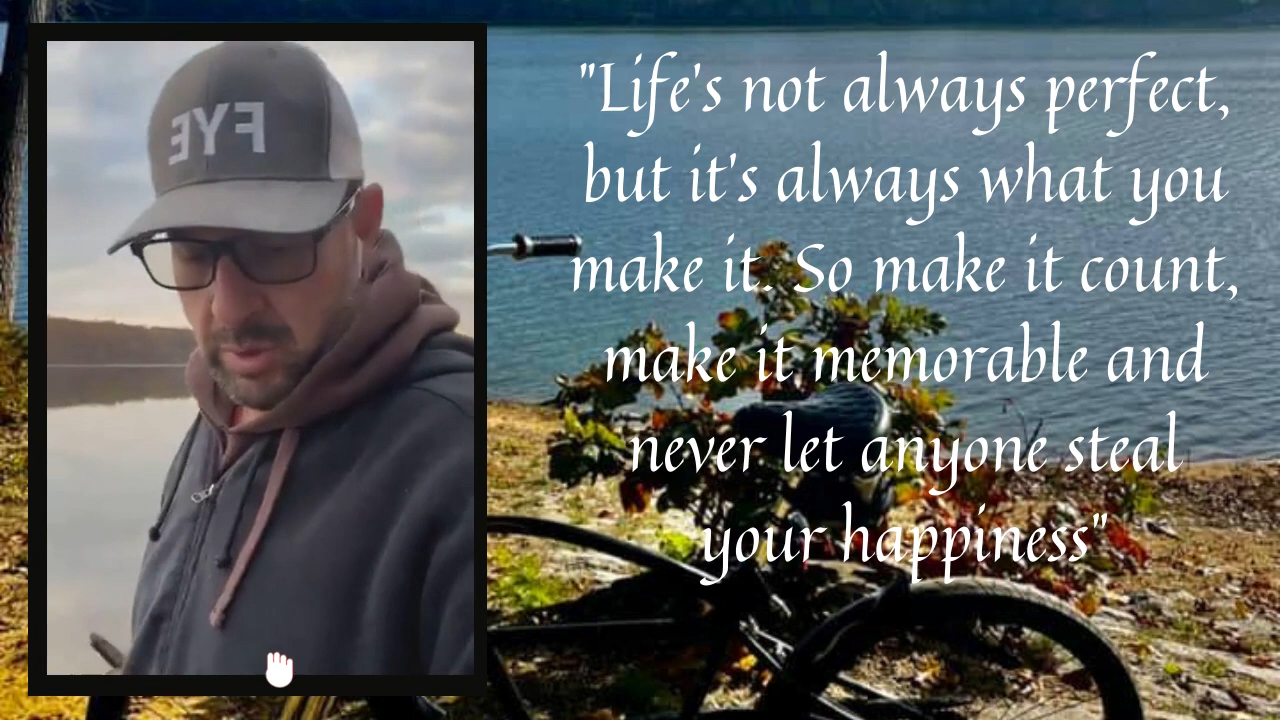 FYE
"Life's not always perfect,
but it's always what you
make it. So make it count,
make it memorable and
never let anyone steal
your happiness"